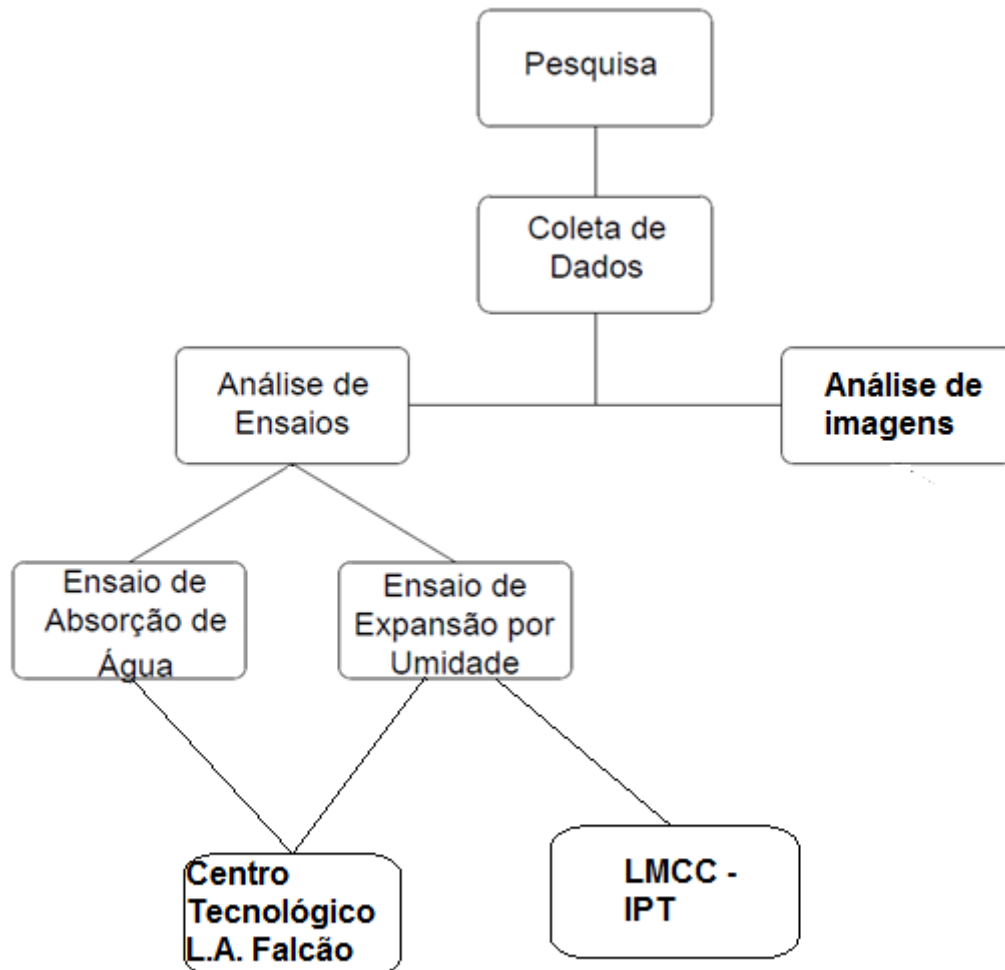 Pesquisa
Coleta de
Dados
Análise de
Ensaios
Análise de
imagens
Ensaio de
Absorção de
Água
Ensaio de
Expansão por
Umidade
Centro
Tecnológico
L.A. Falcão
LMCC -
IPT